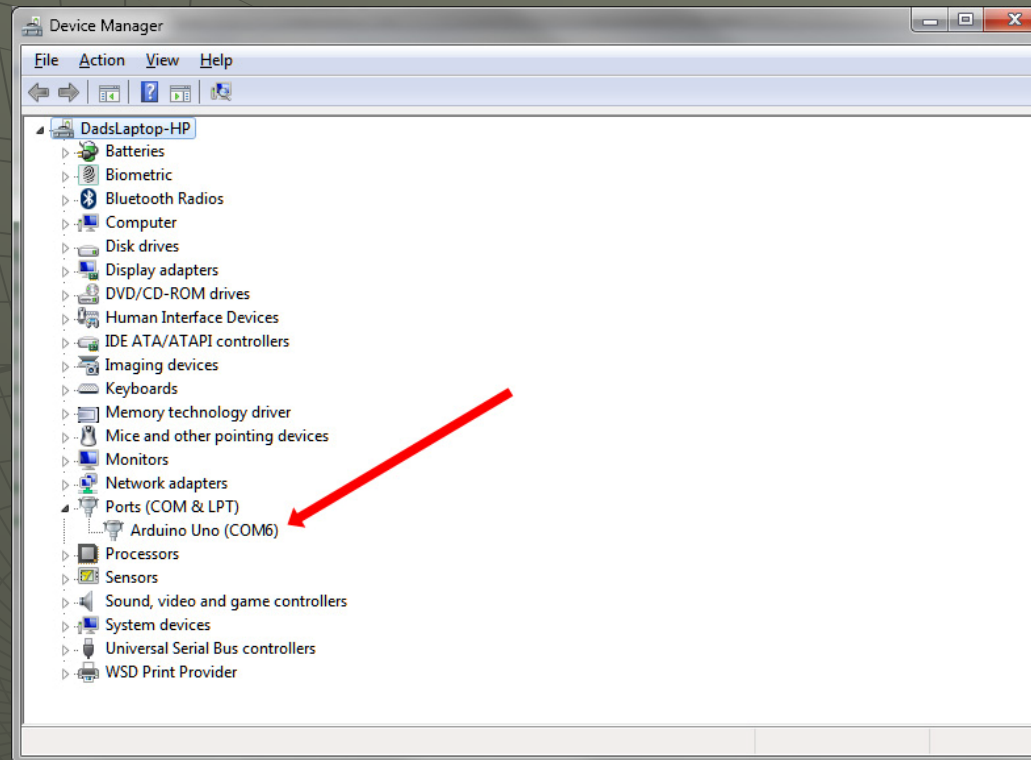 Device Manager
File Action View Help
DadsLaptop-HP
Batteries
Biometric
Bluetooth Radios
Computer
Disk drives
Display adapters
DVD/CD-ROM drives
Human Interface Devices
IDE ATA/ATAPI controllers
Imaging devices
Keyboards
Memory technology driver
Mice and other pointing devices
Monitors
Network adapters
Ports (COM & LPT)
Arduino Uno (COM6)
Processors
Sensors
Sound, video and game controllers
System devices
Universal Serial Bus controllers
WSD Print Provider